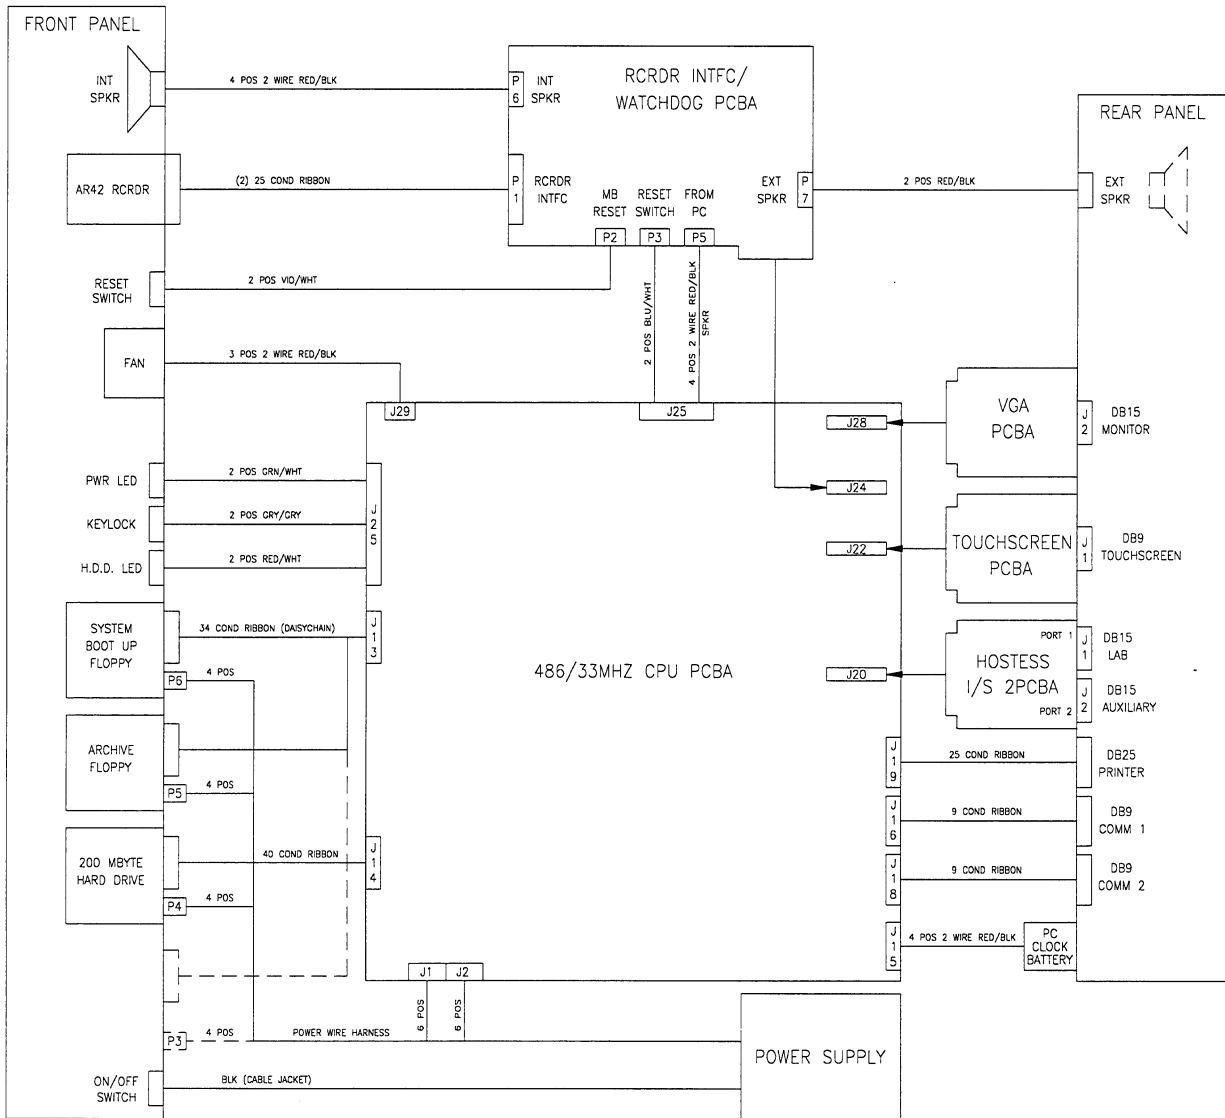 FRONT PANEL
INT
SPKR
4 POS 2 WIRE RED/BLK
P
6
INT
SPKR
RCRDR INTFC/
WATCHDOG PCBA
REAR PANEL
AR42 RCRDR
(2) 25 COND RIBBON
P
1
RCRDR
INTFC
MB
RESET
P2
RESET
SWITCH
P3
FROM
PC
P5
EXT
SPKR
P
7
2 POS RED/BLK
EXT
SPKR
RESET
SWITCH
2 POS VIO/WHT
2 POS BLU/WHT
4 POS 2 WIRE RED/BLK
SPKR
FAN
3 POS 2 WIRE RED/BLK
J29
J25
J28
VGA
PCBA
J
2
DB15
MONITOR
PWR LED
2 POS GRN/WHT
KEYLOCK
2 POS GRY/GRY
H.D.D. LED
2 POS RED/WHT
J
2
5
J24
J22
TOUCHSCREEN
PCBA
J
1
DB9
TOUCHSCREEN
SYSTEM
BOOT UP
FLOPPY
34 COND RIBBON (DAISYCHAIN)
J
1
3
P6
4 POS
486/33MHZ CPU PCBA
J20
PORT 1
HOSTESS
I/S 2PCBA
PORT 2
J
1
DB15
LAB
J
2
DB15
AUXILIARY
ARCHIVE
FLOPPY
P5
4 POS
J
1
9
25 COND RIBBON
DB25
PRINTER
J
1
6
9 COND RIBBON
DB9
COMM 1
200 MBYTE
HARD DRIVE
40 COND RIBBON
J
1
4
P4
4 POS
J
1
8
9 COND RIBBON
DB9
COMM 2
J
1
5
4 POS 2 WIRE RED/BLK
PC
CLOCK
BATTERY
J1
J2
6 POS
6 POS
P3
4 POS
POWER WIRE HARNESS
POWER SUPPLY
ON/OFF
SWITCH
BLK (CABLE JACKET)